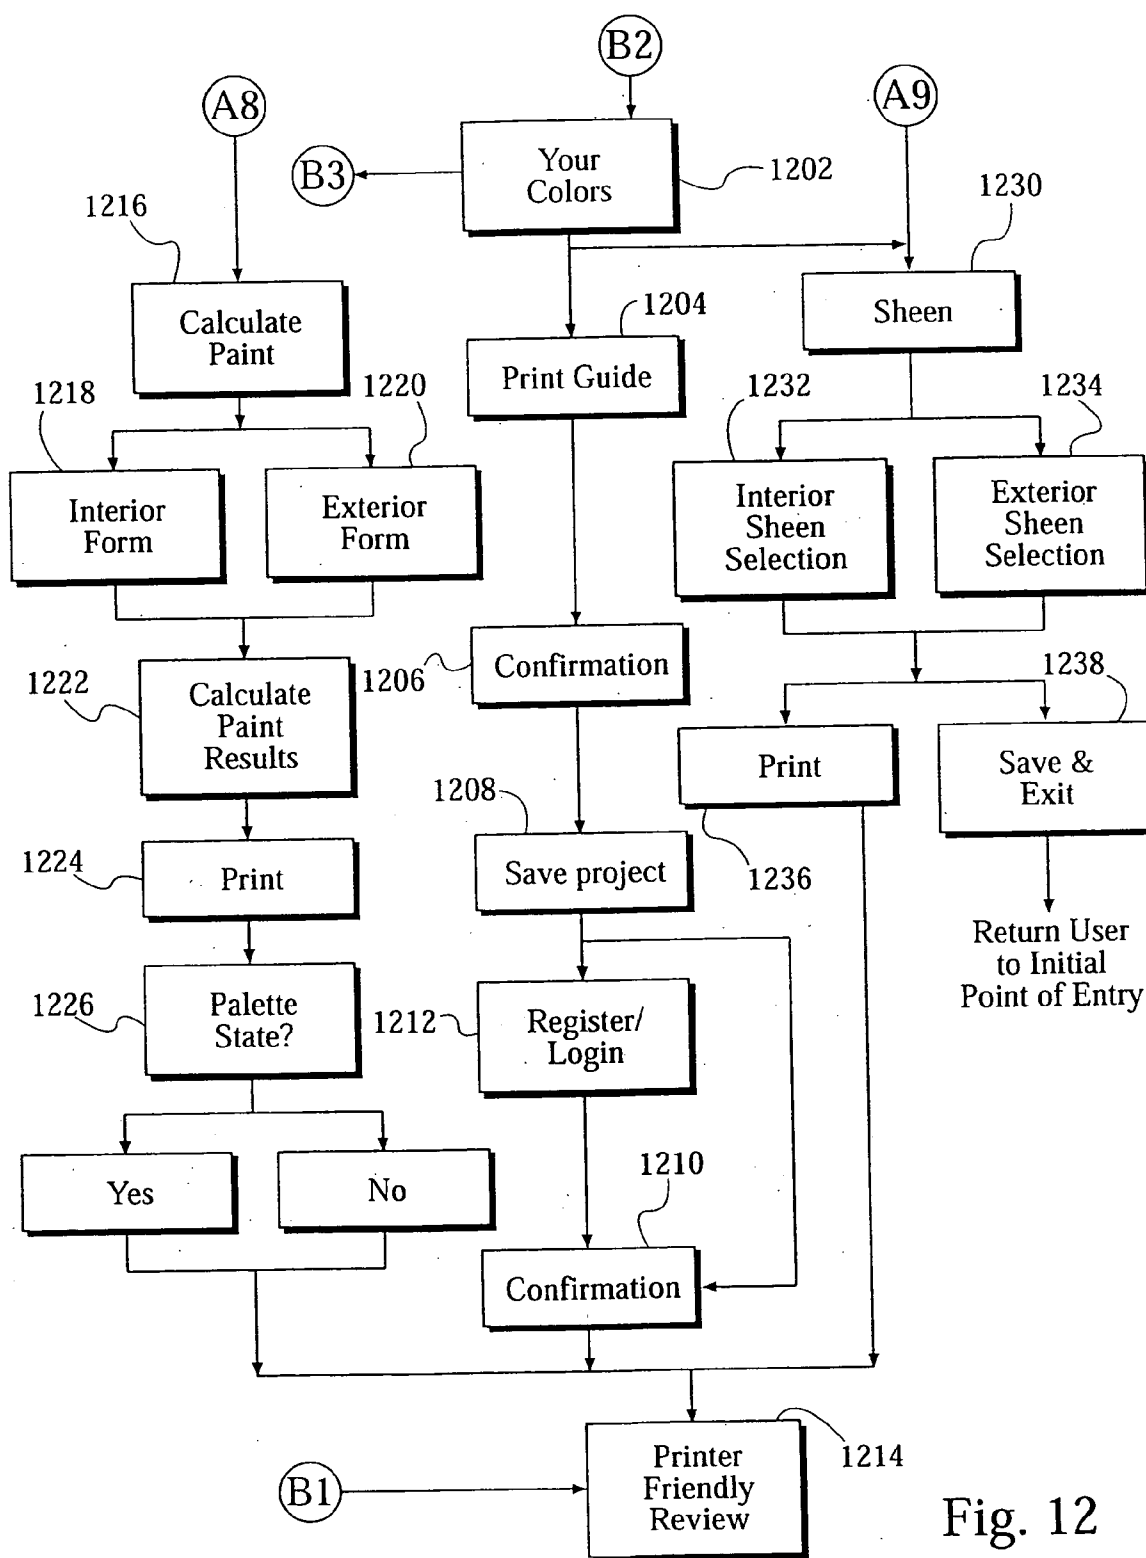 B2
A8
A9
B3
Your
Colors
1202
1216
1230
Calculate
Paint
1204
Sheen
Print Guide
1218
1220
1232
1234
Interior
Form
Exterior
Form
Interior
Sheen
Selection
Exterior
Sheen
Selection
1222
Calculate
Paint
Results
1206
Confirmation
1238
Print
Save &
Exit
1208
1224
Print
Save project
1236
Return User
to Initial
Point of Entry
1226
Palette
State?
1212
Register/
Login
Yes
No
1210
Confirmation
B1
Printer
Friendly
Review
1214
Fig. 12